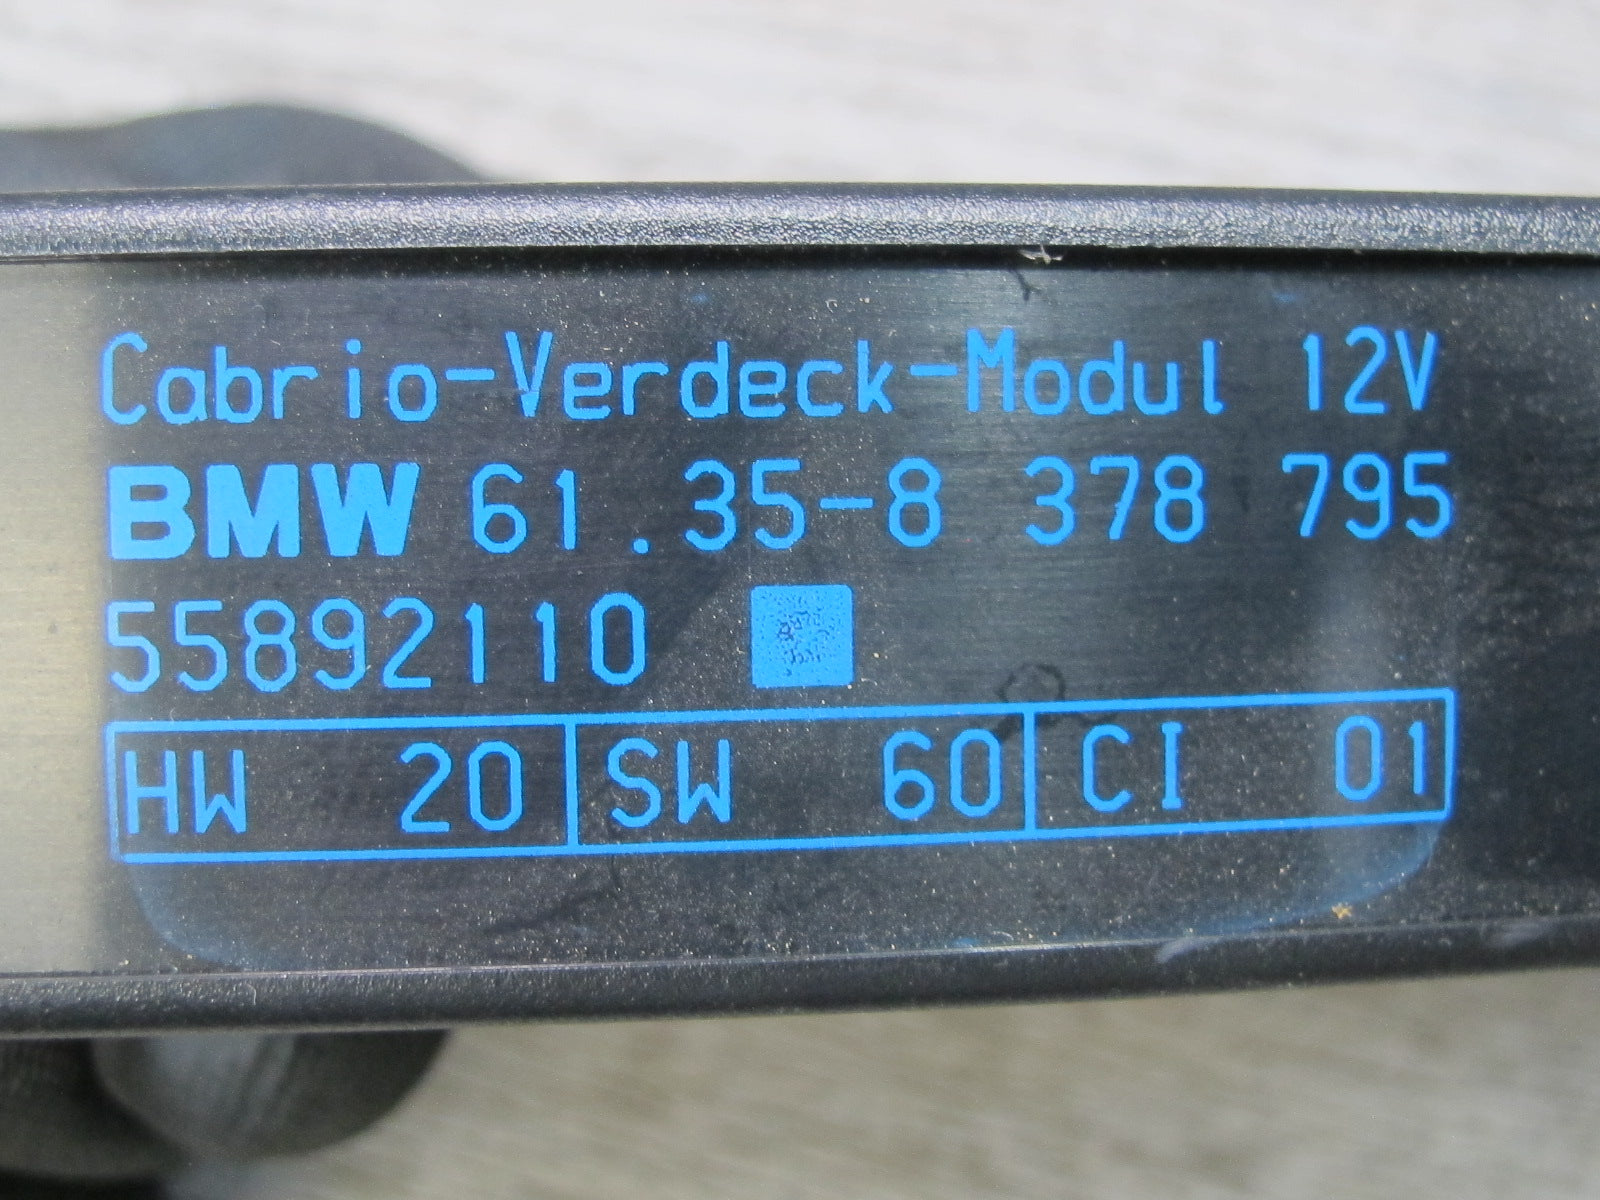 Cabrio-Verdeck-Modul 12V
BMW 61.35-8 378 795
55892110
HW 20 SW 60 CI 01